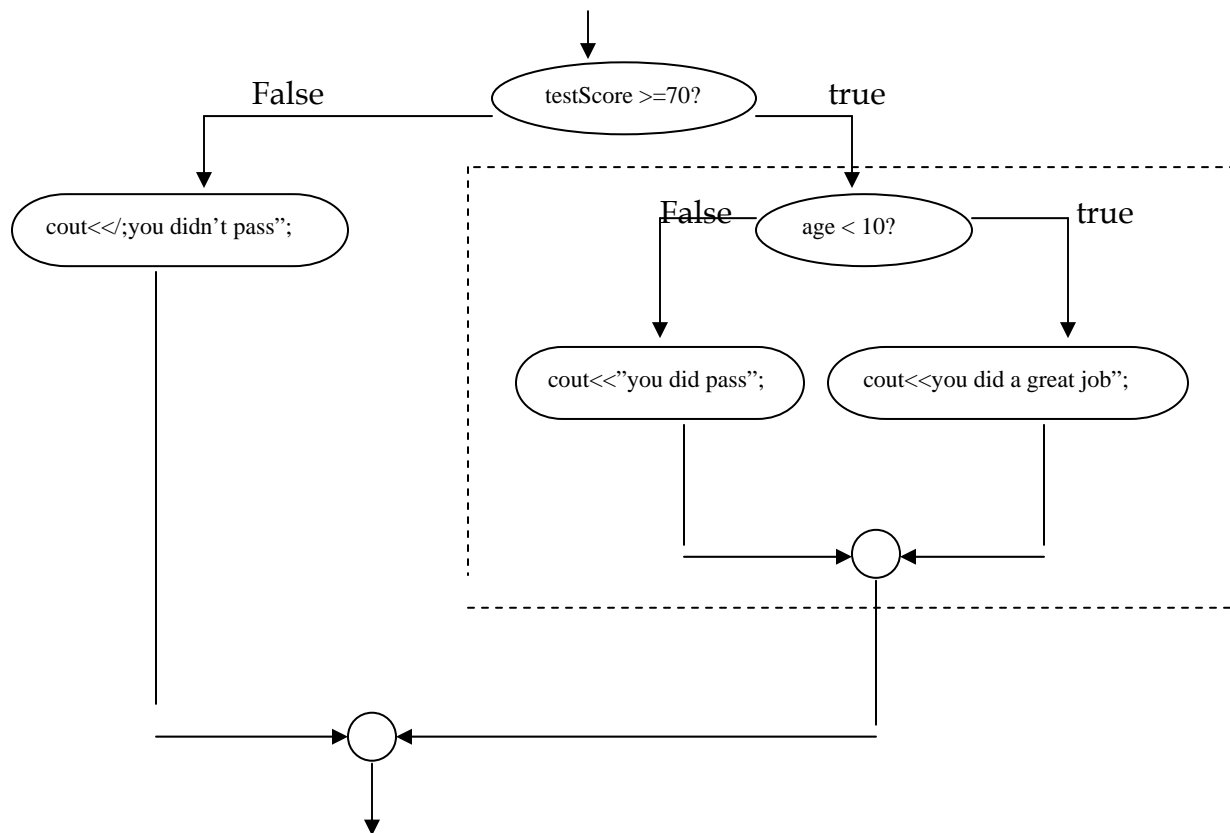 testScore >=70?
False
true
cout<</;you didn’t pass”;
False
age < 10?
true
cout<<”you did pass”;
cout<<you did a great job”;